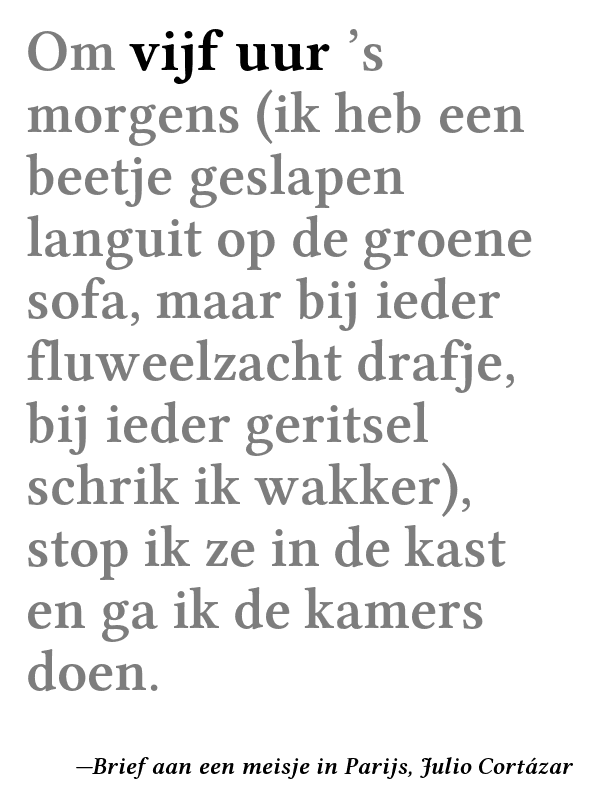 Om vijf uur ’s
morgens (ik heb een
beetje geslapen
languit op de groene
sofa, maar bij ieder
fluweelzacht drafje,
bij ieder geritsel
schrik ik wakker),
stop ik ze in de kast
en ga ik de kamers
doen.
—Brief aan een meisje in Parijs, Julio Cortázar